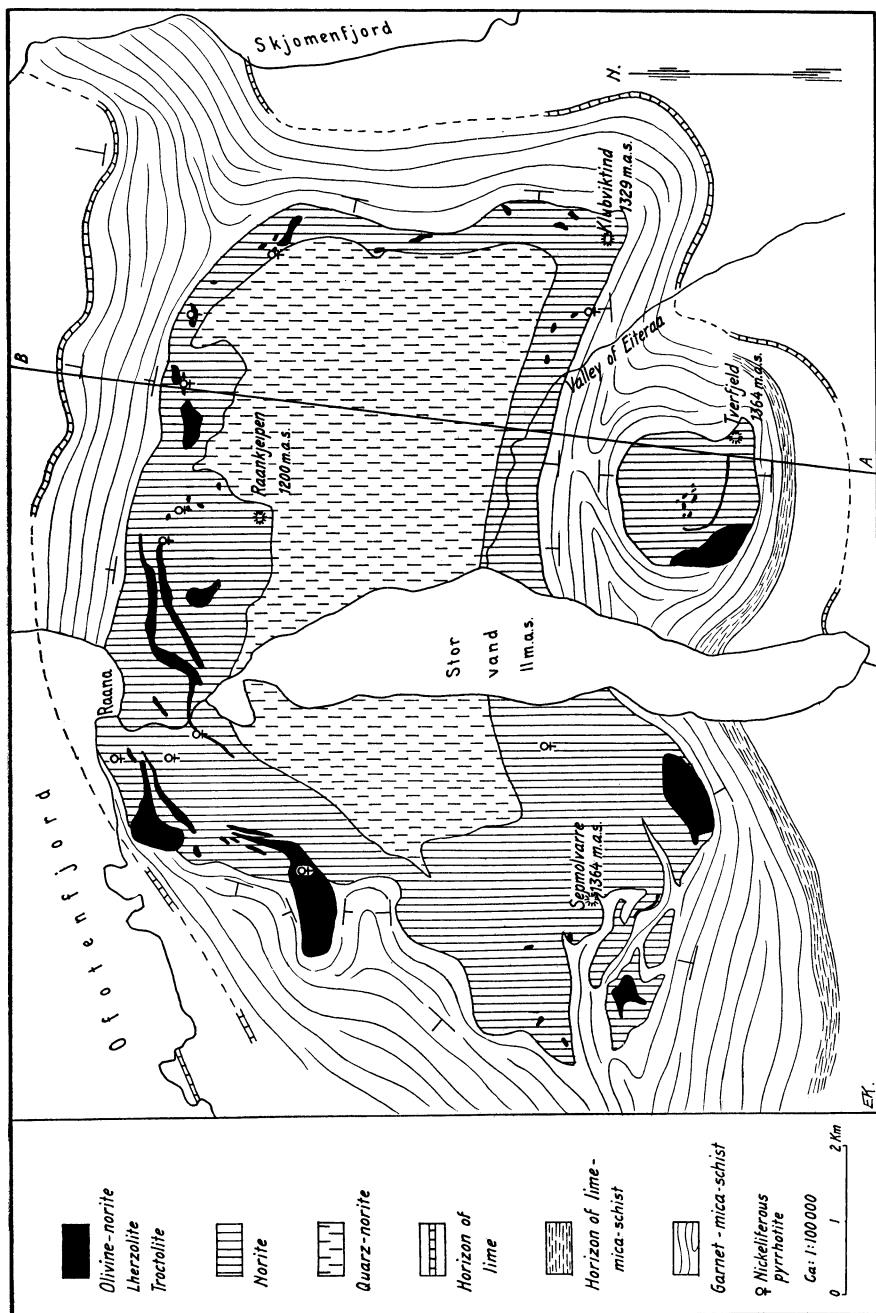 Skjomenfjord
N.
B
Klubviktind
1329 m.a.s.
Raankjeipen
1200 m.a.s.
Valley of Eiteraa
Tverfjeld
1364 m.a.s.
A
Raana
Stor
vand
11 m.a.s.
Ofotenfjord
Sepmolvarre
1364 m.a.s.
EK.
Olivine-norite
Lherzolite
Troctolite
Norite
Quarz-norite
Horizon of
lime
Horizon of lime-
mica-schist
Garnet-mica-schist
♀ Nickeliferous
pyrrhotite
Ca: 1:100000
0 1 2 Km